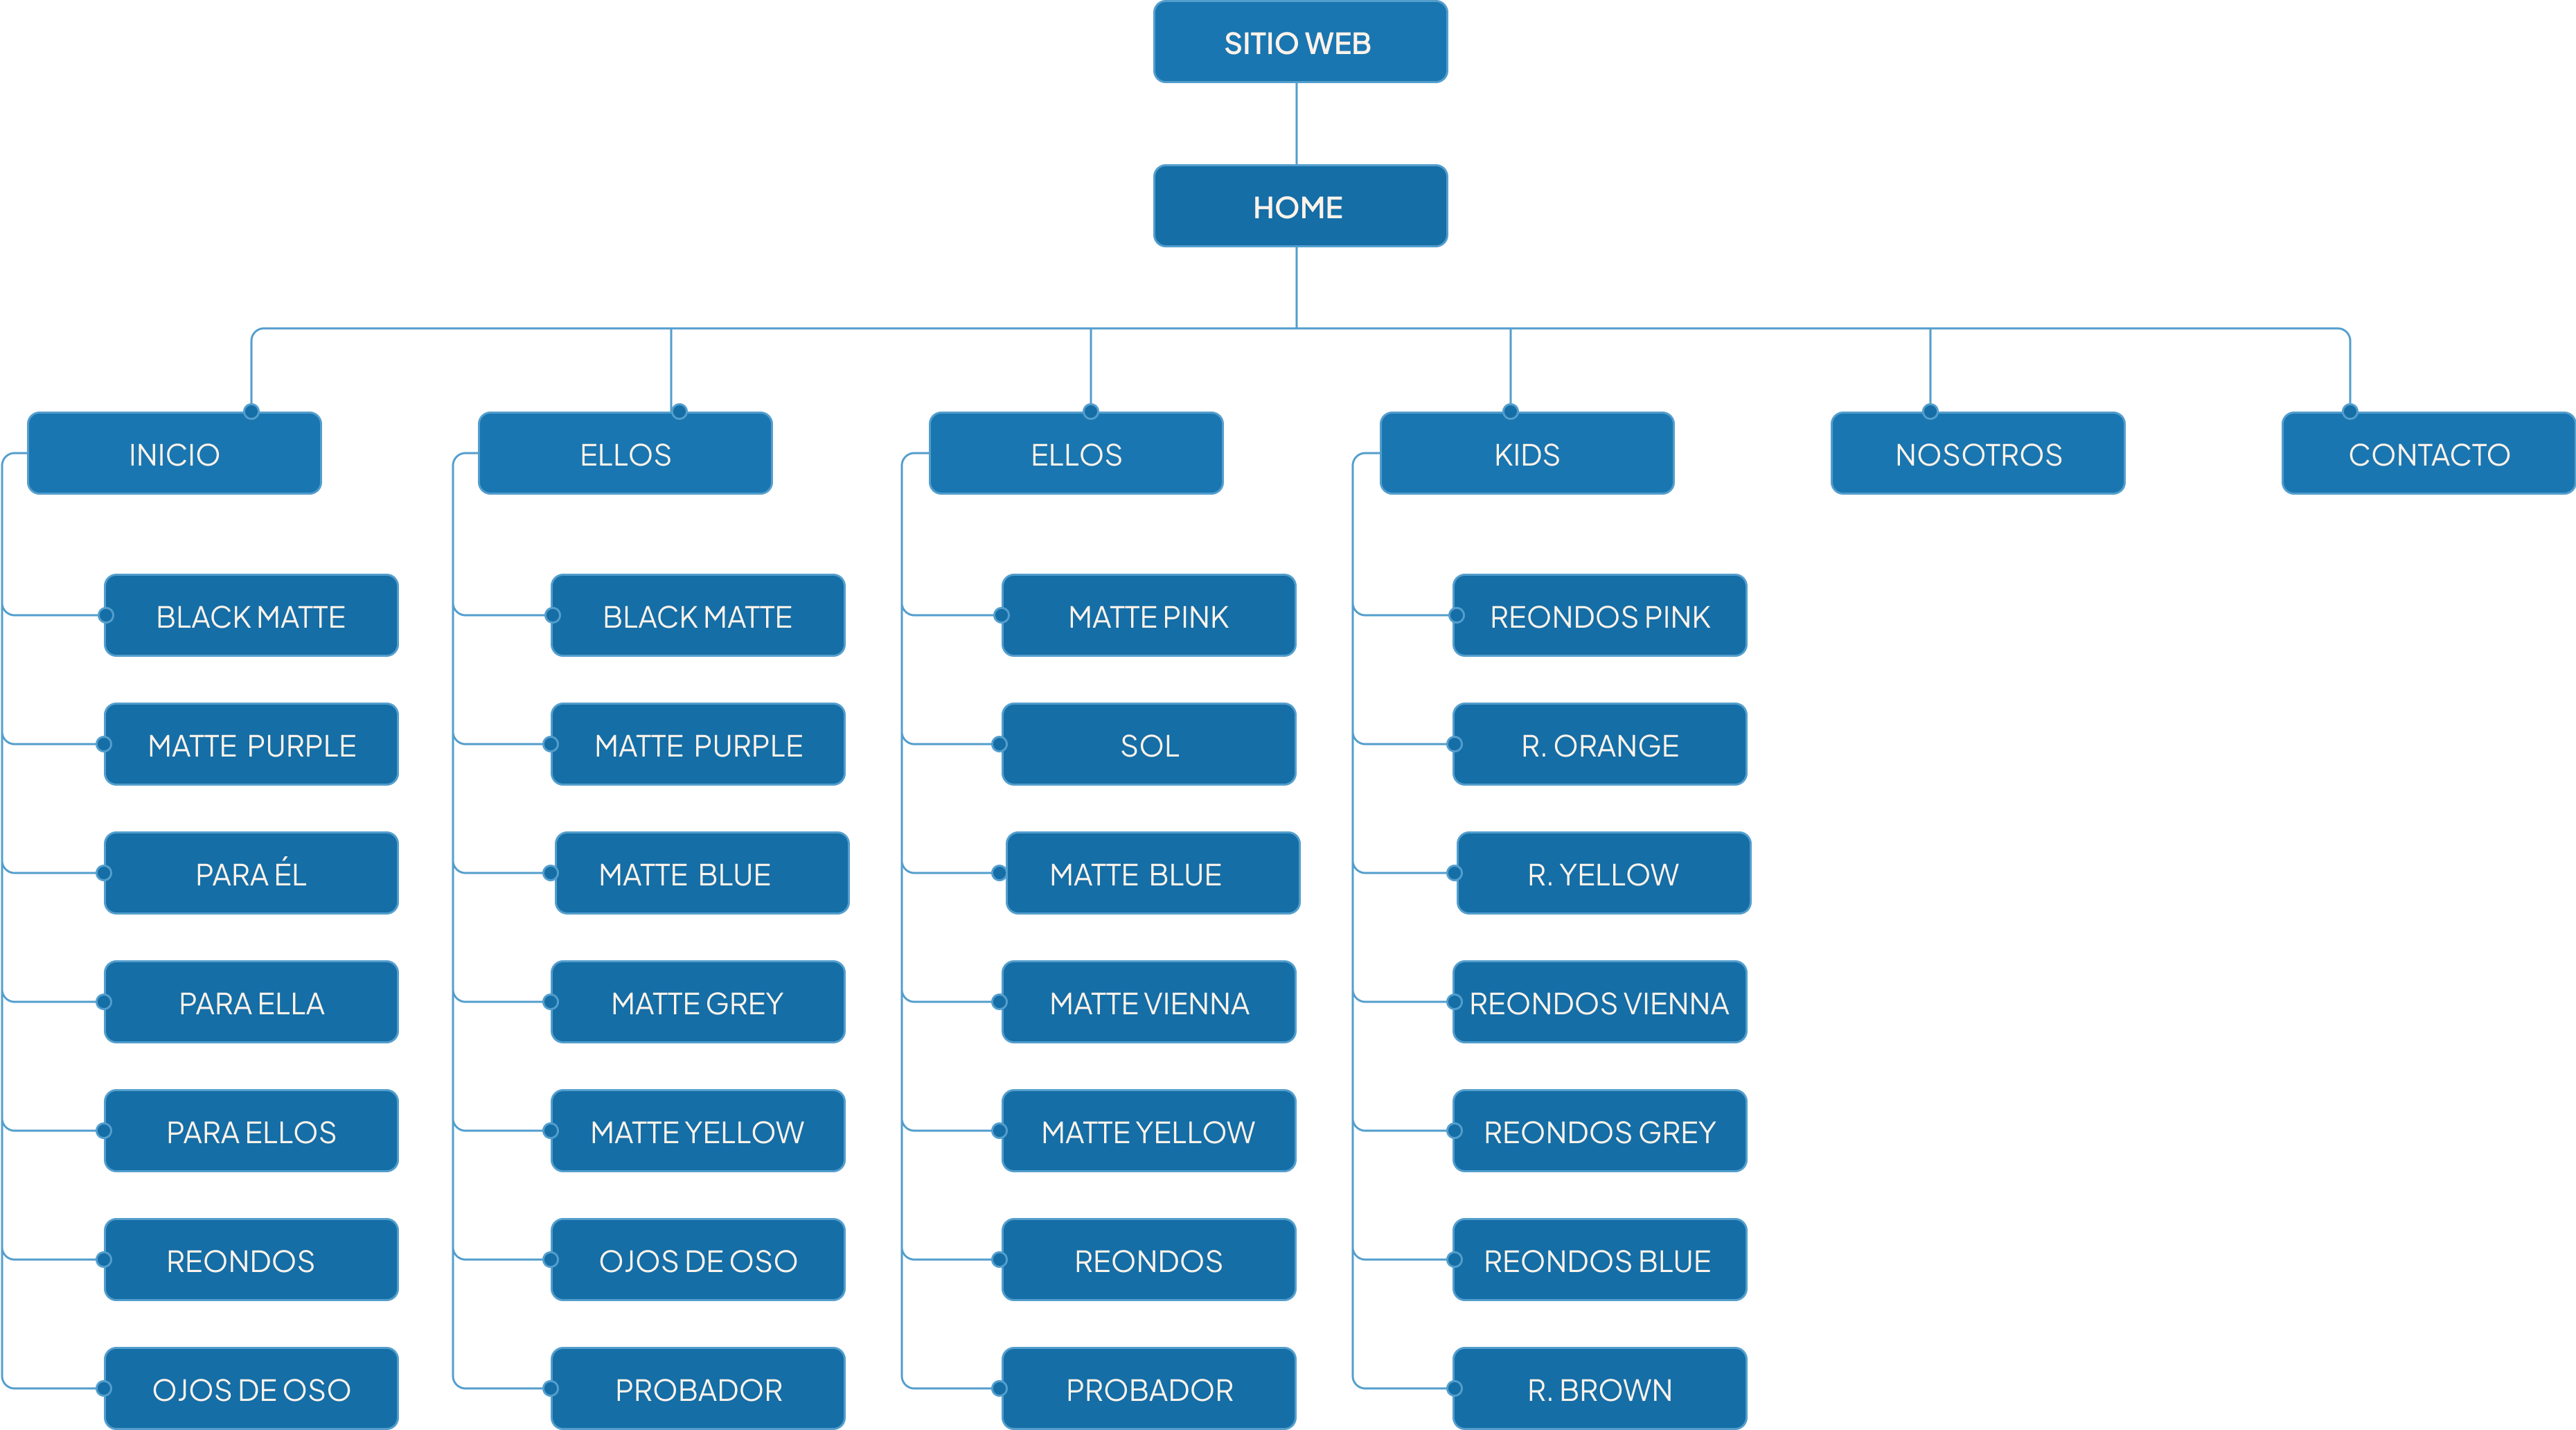 SITIO WEB
HOME
INICIO
ELLOS
ELLOS
KIDS
NOSOTROS
CONTACTO
BLACK MATTE
MATTE PURPLE
PARA ÉL
PARA ELLA
PARA ELLOS
REONDOS
OJOS DE OSO
BLACK MATTE
MATTE PURPLE
MATTE BLUE
MATTE GREY
MATTE YELLOW
OJOS DE OSO
PROBADOR
MATTE PINK
SOL
MATTE BLUE
MATTE VIENNA
MATTE YELLOW
REONDOS
PROBADOR
REONDOS PINK
R. ORANGE
R. YELLOW
REONDOS VIENNA
REONDOS GREY
REONDOS BLUE
R. BROWN